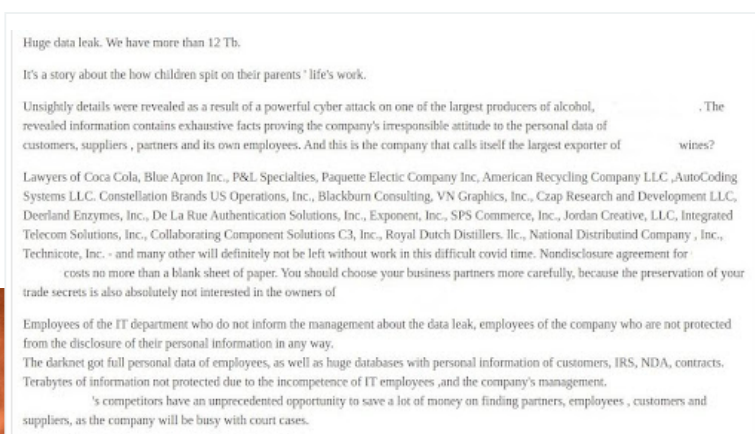 Huge data leak. We have more than 12 Tb.
It's a story about the how children spit on their parents ' life's work.
Unsightly details were revealed as a result of a powerful cyber attack on one of the largest producers of alcohol, . The
revealed information contains exhaustive facts proving the company's irresponsible attitude to the personal data of
customers, suppliers , partners and its own employees. And this is the company that calls itself the largest exporter of wines?
Lawyers of Coca Cola, Blue Apron Inc., P&L Specialties, Paquette Electic Company Inc, American Recycling Company LLC ,AutoCoding
Systems LLC. Constellation Brands US Operations, Inc., Blackburn Consulting, VN Graphics, Inc., Czap Research and Development LLC,
Deerland Enzymes, Inc., De La Rue Authentication Solutions, Inc., Exponent, Inc., SPS Commerce, Inc., Jordan Creative, LLC, Integrated
Telecom Solutions, Inc., Collaborating Component Solutions C3, Inc., Royal Dutch Distillers. llc., National Distributind Company , Inc.,
Technicote, Inc. - and many other will definitely not be left without work in this difficult covid time. Nondisclosure agreement for
costs no more than a blank sheet of paper. You should choose your business partners more carefully, because the preservation of your
trade secrets is also absolutely not interested in the owners of
Employees of the IT department who do not inform the management about the data leak, employees of the company who are not protected
from the disclosure of their personal information in any way.
The darknet got full personal data of employees, as well as huge databases with personal information of customers, IRS, NDA, contracts.
Terabytes of information not protected due to the incompetence of IT employees ,and the company's management.
's competitors have an unprecedented opportunity to save a lot of money on finding partners, employees , customers and
suppliers, as the company will be busy with court cases.